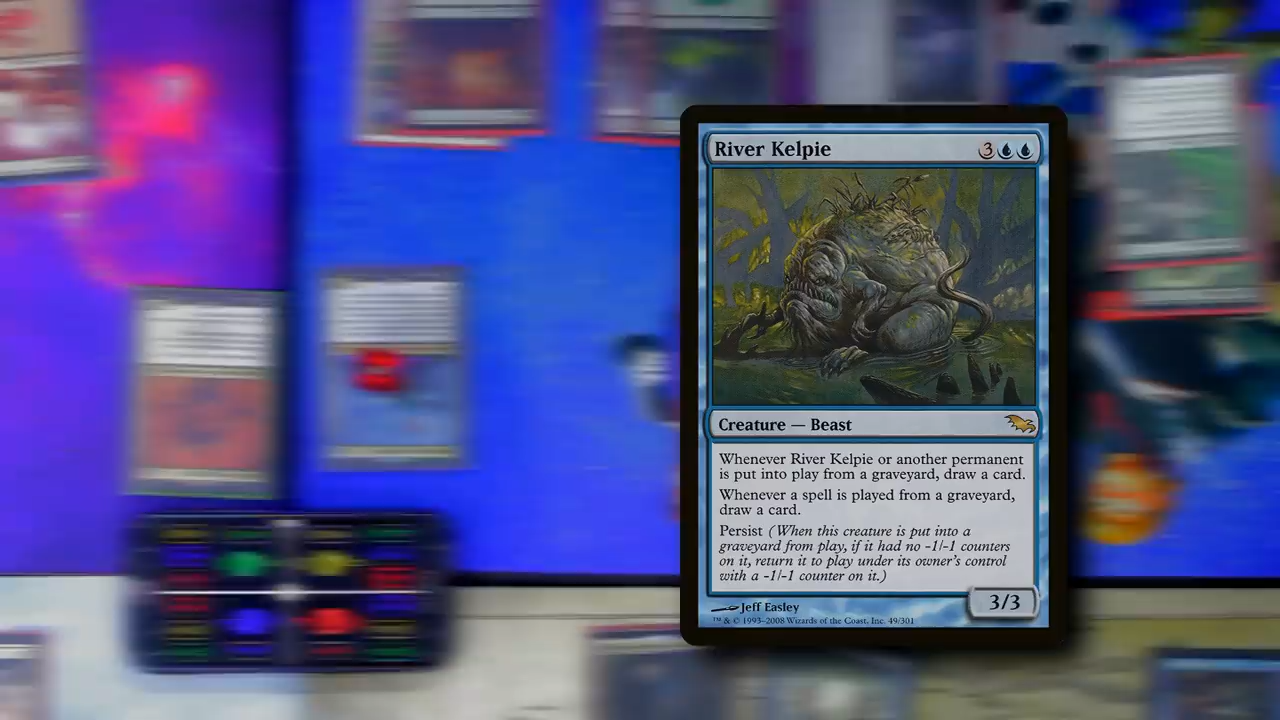 River Kelpie
3
Creature — Beast
Whenever River Kelpie or another permanent
is put into play from a graveyard, draw a card.
Whenever a spell is played from a graveyard,
draw a card.
Persist (When this creature is put into a
graveyard from play, if it had no -1/-1 counters
on it, return it to play under its owner's control
with a -1/-1 counter on it.)
3/3
Jeff Easley
™ & © 1993–2008 Wizards of the Coast, Inc. 49/301